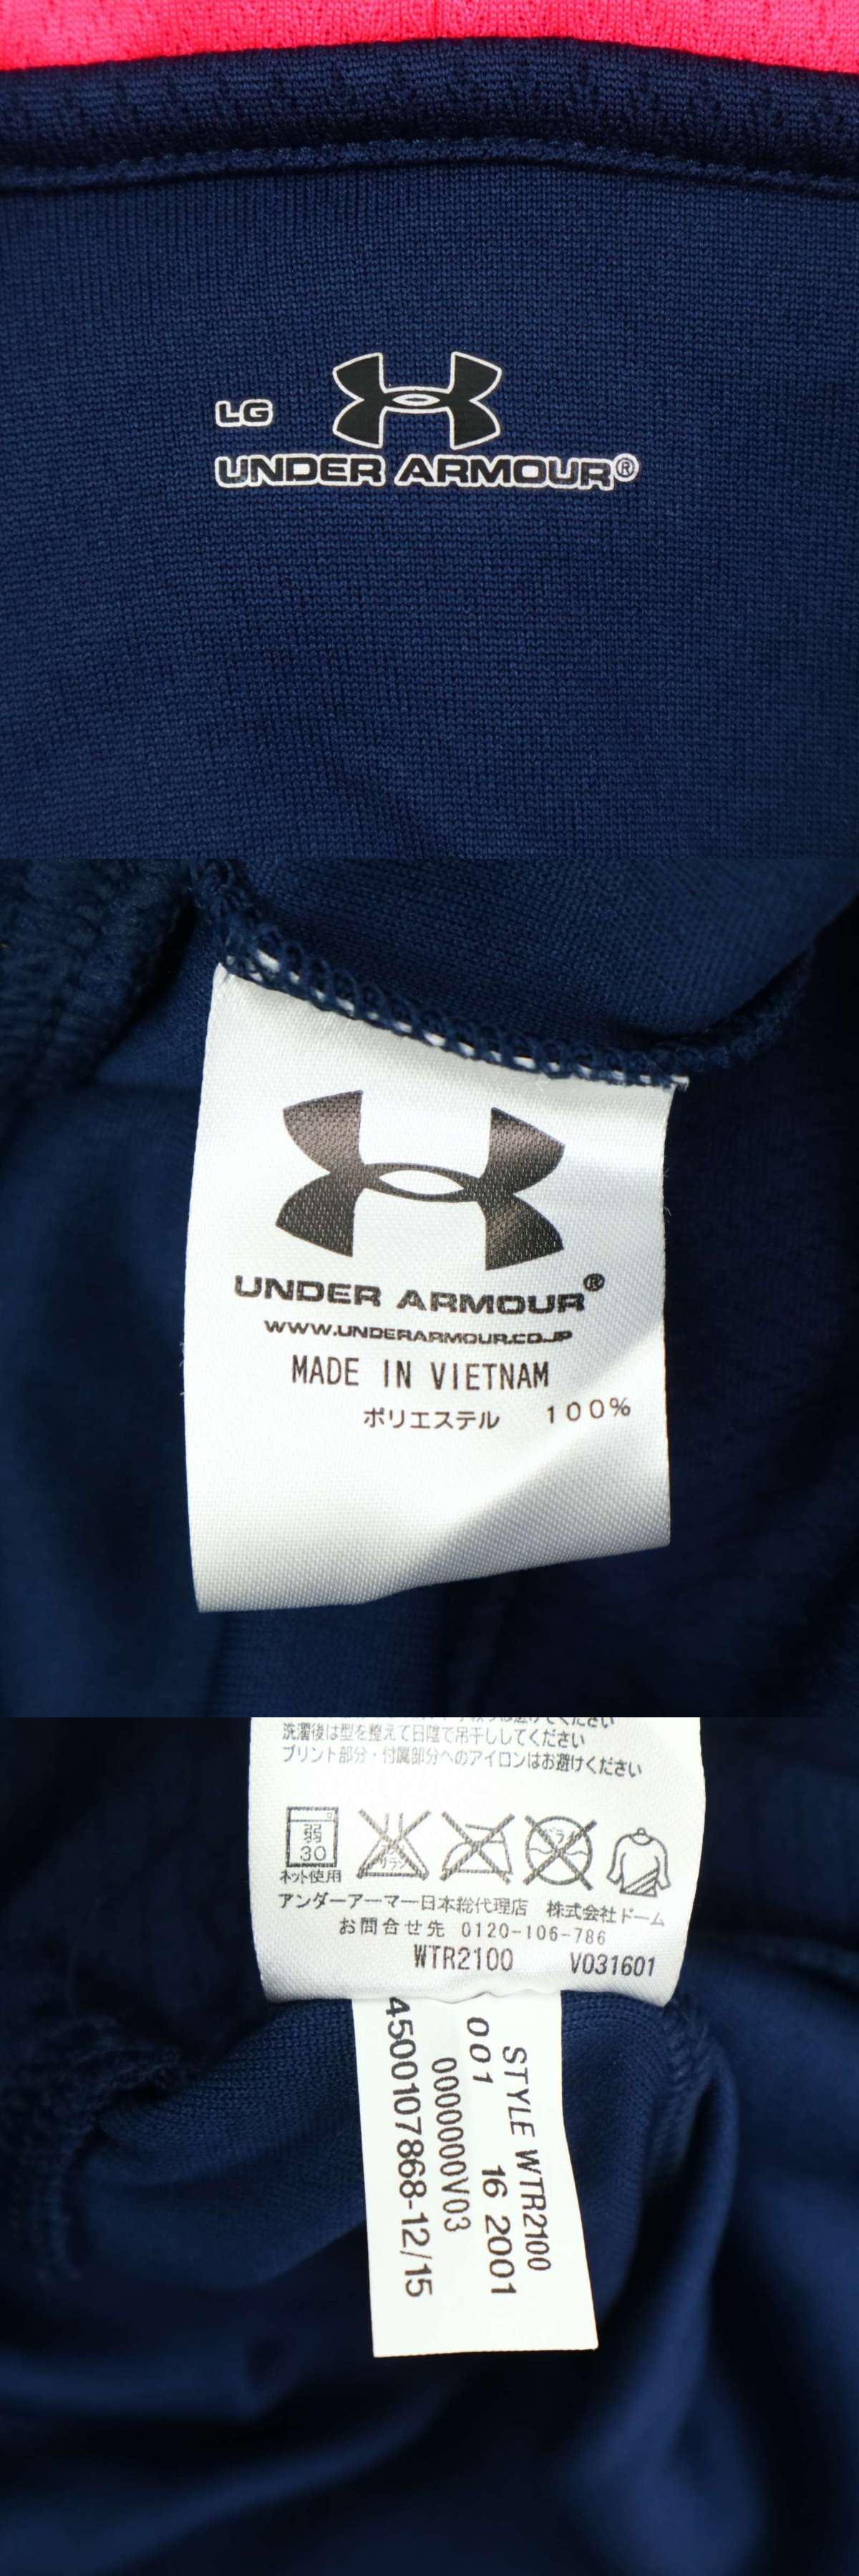 LG
UNDER ARMOUR®
UNDER ARMOUR®
WWW.UNDERARMOUR.CO.JP
MADE IN VIETNAM
ポリエステル 100%
洗濯後は型を整えて日陰で吊干ししてください
プリント部分・付属部分へのアイロンはお避けください
弱
30
ネット使用
アンダーアーマー日本総代理店 株式会社ドーム
お問合せ先 0120-106-786
WTR2100 V031601
STYLE WTR2100
001 16 2001
0000000V03
4500107868-12/15